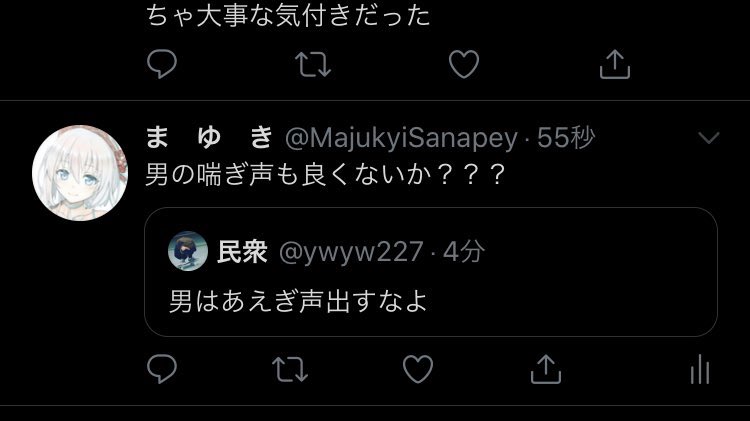 ちゃ大事な気付きだった
ま ゆ き @MajukyiSanapey · 55秒
男の喘ぎ声も良くないか？？？
民衆 @ywyw227 · 4分
男はあえぎ声出すなよ